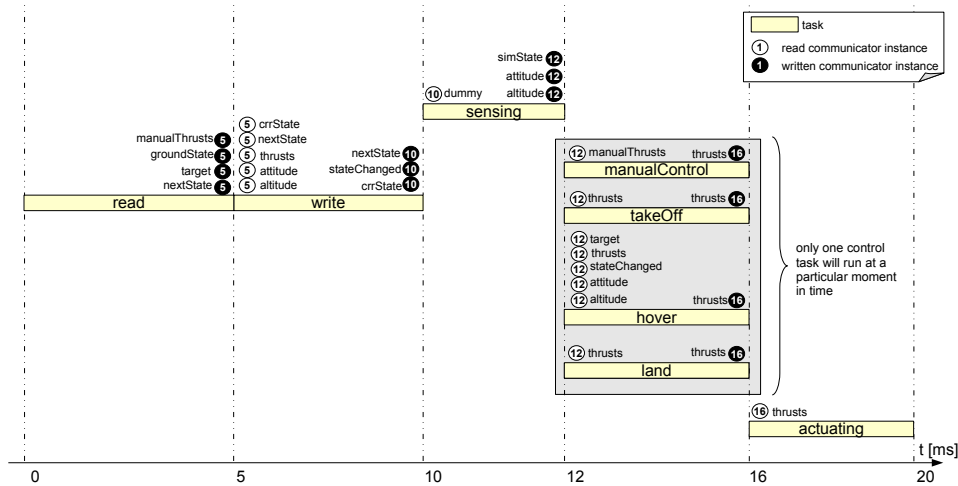 task
1 read communicator instance
1 written communicator instance
simState 12
attitude 12
10 dummy altitude 12
sensing
5 crrState
manualThrusts 5 5 nextState
groundState 5 5 thrusts nextState 10
target 5 5 attitude stateChanged 10
nextState 5 5 altitude crrState 10
read write
12 manualThrusts thrusts 16
manualControl
12 thrusts thrusts 16
takeOff
12 target
12 thrusts
12 stateChanged
12 attitude
12 altitude thrusts 16
hover
12 thrusts thrusts 16
land
only one control
task will run at a
particular moment
in time
16 thrusts
actuating
t [ms]
0 5 10 12 16 20